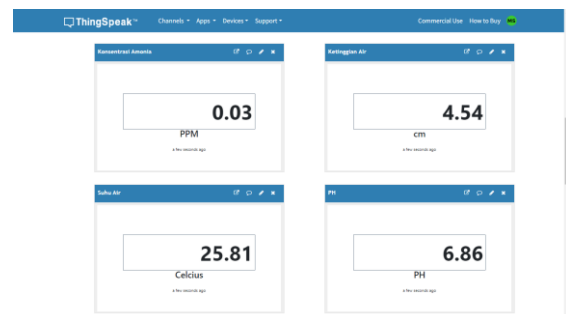 ThingSpeak™ Channels Apps Devices Support Commercial Use How to Buy
Konsentrasi Amonia
0.03
PPM
a few seconds ago
Ketinggian Air
4.54
cm
a few seconds ago
Suhu Air
25.81
Celcius
a few seconds ago
PH
6.86
PH
a few seconds ago